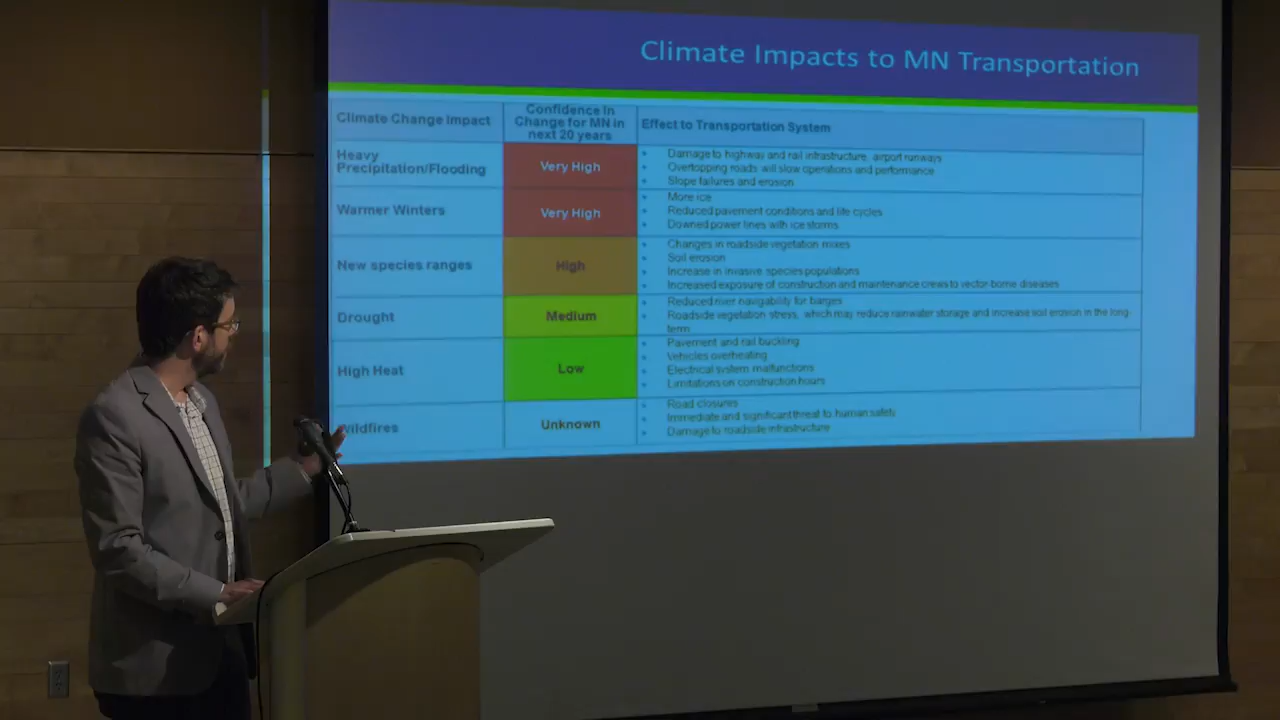 Climate Impacts to MN Transportation
Climate Change Impact
Confidence In
Change for MN in
next 20 years
Effect to Transportation System
Heavy
Precipitation/Flooding
Very High
• Damage to highway and rail infrastructure, airport runways
• Overtopping roads will slow operations and performance
• Slope failures and erosion
Warmer Winters
Very High
• More ice
• Reduced pavement conditions and life cycles
• Downed power lines with ice storms
New species ranges
High
• Changes in roadside vegetation mixes
• Soil erosion
• Increase in invasive species populations
• Increased exposure of construction and maintenance crews to vector-borne diseases
Drought
Medium
• Reduced river navigability for barges
• Roadside vegetation stress, which may reduce rainwater storage and increase soil erosion in the long-
term
High Heat
Low
• Pavement and rail buckling
• Vehicles overheating
• Electrical system malfunctions
• Limitations on construction hours
Wildfires
Unknown
• Road closures
• Immediate and significant threat to human safety
• Damage to roadside infrastructure